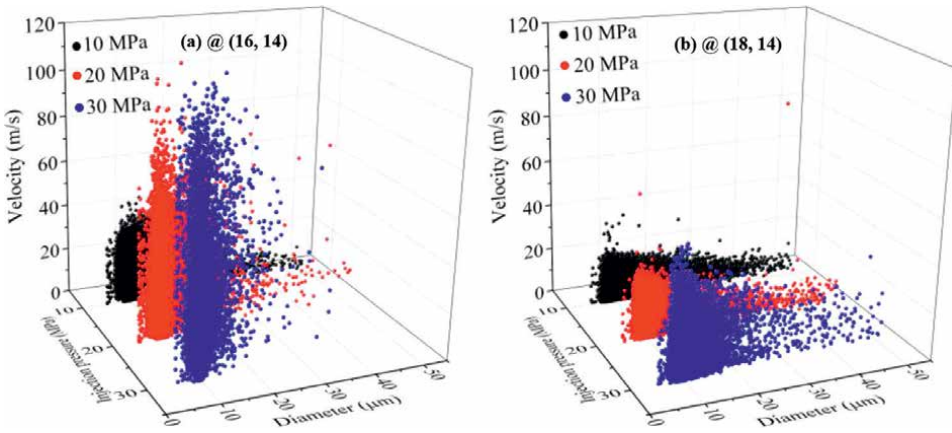 120
100
80
60
40
20
0
Velocity (m/s)
10 MPa
20 MPa
30 MPa
(a) @ (16, 14)
10
20
30
Injection pressure (MPa)
0
10
20
30
40
50
Diameter (μm)
120
100
80
60
40
20
0
Velocity (m/s)
10 MPa
20 MPa
30 MPa
(b) @ (18, 14)
10
20
30
Injection pressure (MPa)
0
10
20
30
40
50
Diameter (μm)